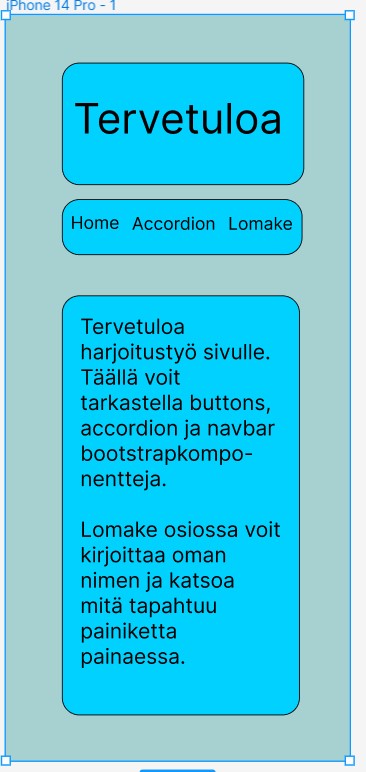 iPhone 14 Pro - 1
Tervetuloa
Home Accordion Lomake
Tervetuloa
harjoitustyö sivulle.
Täällä voit
tarkastella buttons,
accordion ja navbar
bootstrapkompo-
nentteja.
Lomake osiossa voit
kirjoittaa oman
nimen ja katsoa
mitä tapahtuu
painiketta
painaessa.